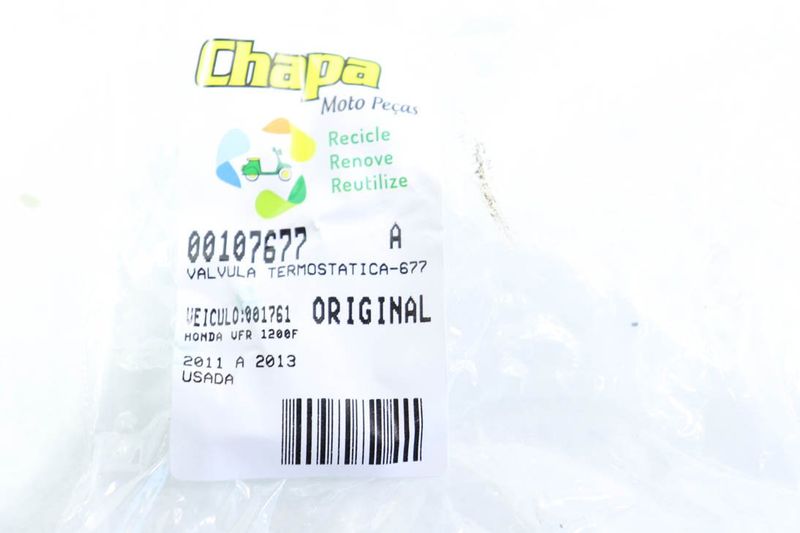 Chapa
Moto Peças
Recicle
Renove
Reutilize
00107677 A
VALVULA TERMOSTATICA-677
VEICULO:001761 ORIGINAL
HONDA VFR 1200F
2011 A 2013
USADA